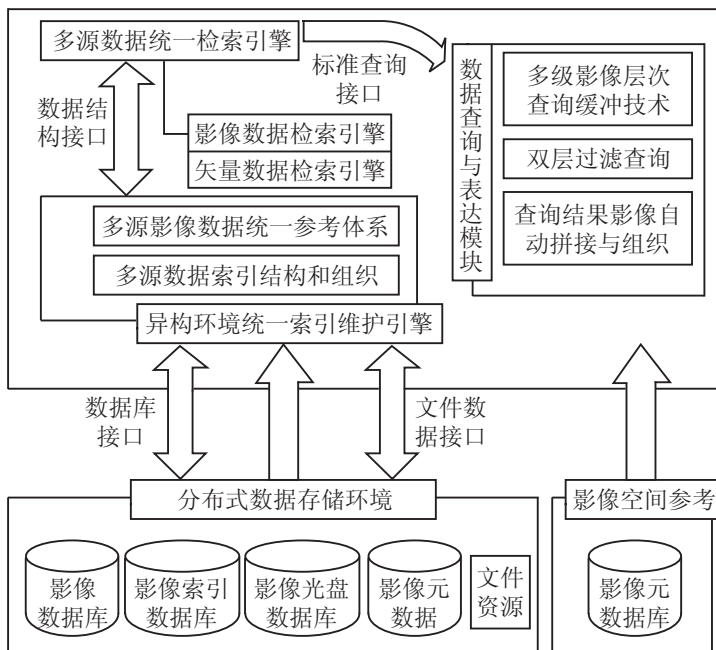 多源数据统一检索引擎
标准查询
接口
数据结
构接口
影像数据检索引擎
矢量数据检索引擎
数据查询与表达模块
多级影像层次
查询缓冲技术
双层过滤查询
查询结果影像自
动拼接与组织
多源影像数据统一参考体系
多源数据索引结构和组织
异构环境统一索引维护引擎
数据库
接口
文件数
据接口
分布式数据存储环境
影像空间参考
影像
数据库
影像索引
数据库
影像光盘
数据库
影像元
数据
文件
资源
影像元
数据库